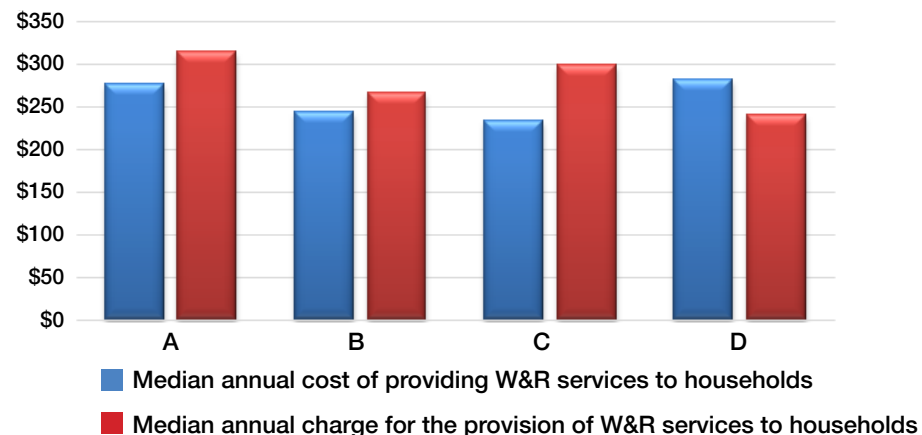 $350
$300
$250
$200
$150
$100
$50
$0
A B C D
Median annual cost of providing W&R services to households
Median annual charge for the provision of W&R services to households